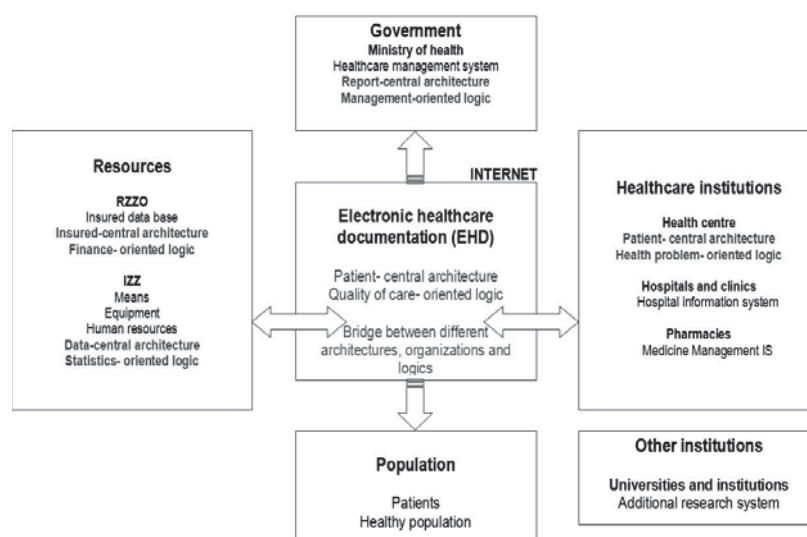 Government
Ministry of health
Healthcare management system
Report-central architecture
Management-oriented logic
Resources
RZZO
Insured data base
Insured-central architecture
Finance- oriented logic
IZZ
Means
Equipment
Human resources
Data-central architecture
Statistics- oriented logic
INTERNET
Electronic healthcare
documentation (EHD)
Patient- central architecture
Quality of care- oriented logic
Bridge between different
architectures, organizations and
logics
Healthcare institutions
Health centre
Patient- central architecture
Health problem- oriented logic
Hospitals and clinics
Hospital information system
Pharmacies
Medicine Management IS
Population
Patients
Healthy population
Other institutions
Universities and institutions
Additional research system